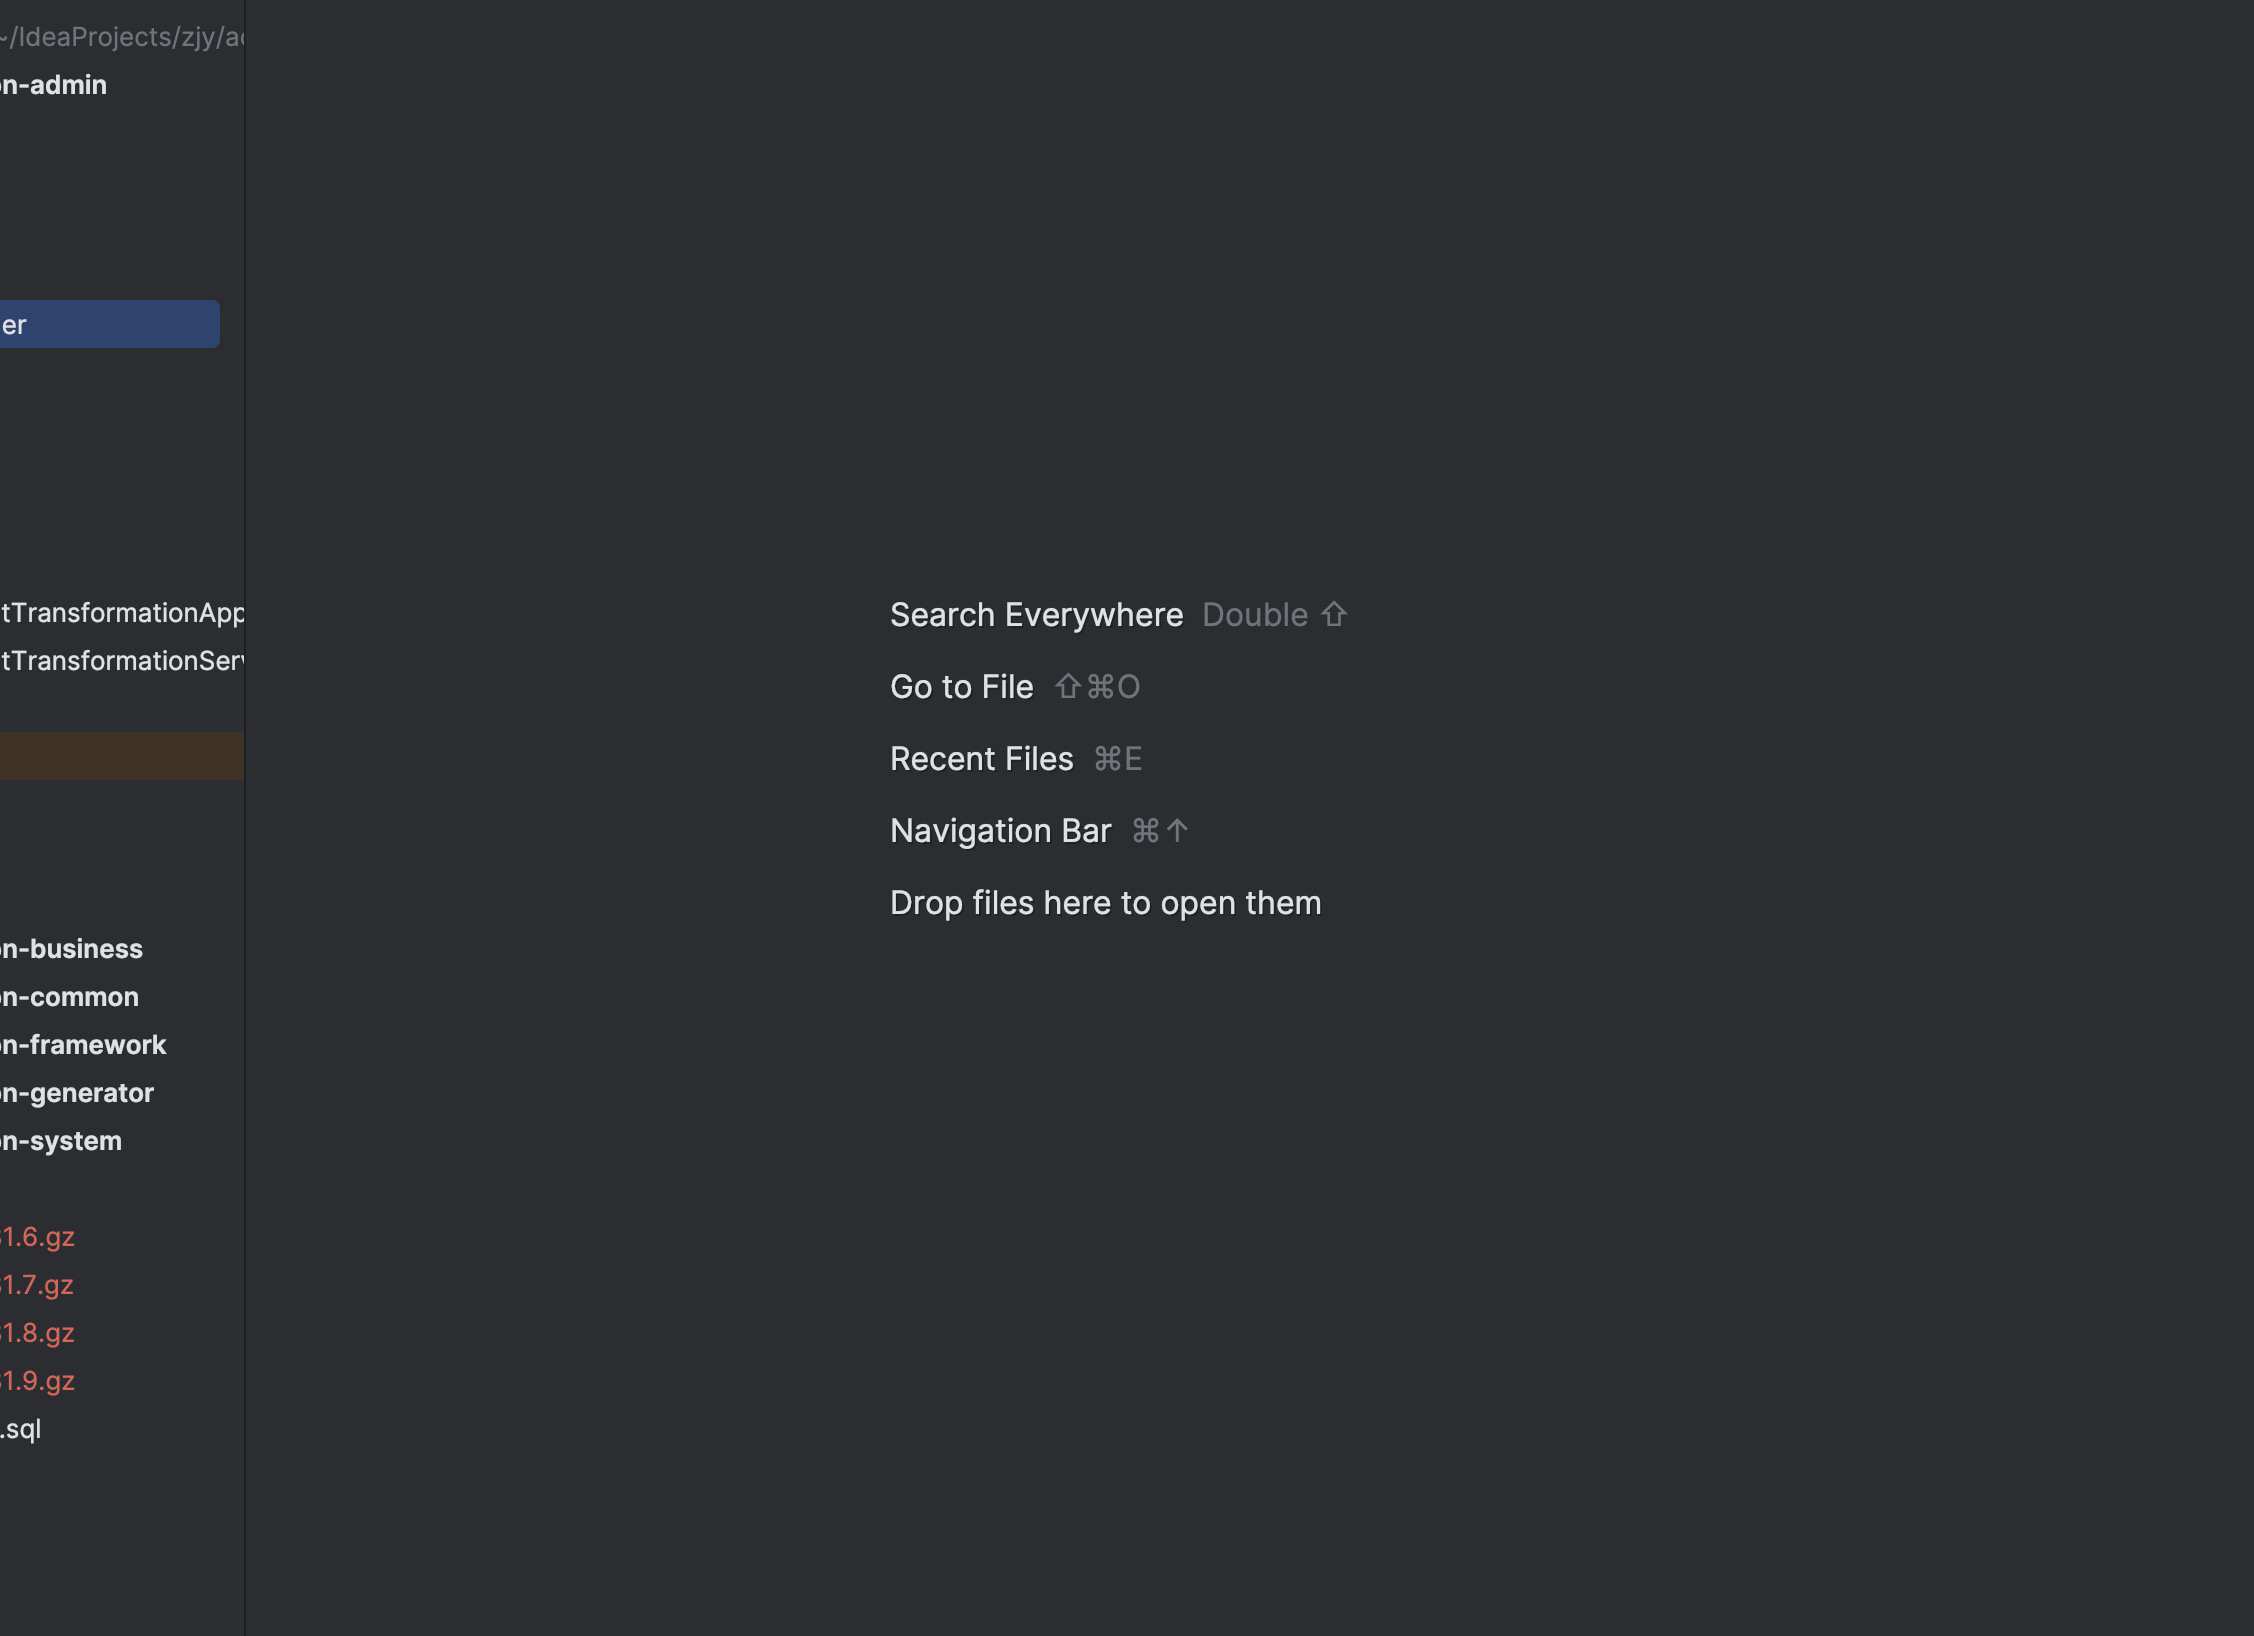 ~/IdeaProjects/zjy/ac
on-admin
er
tTransformationApp
tTransformationServ
on-business
on-common
on-framework
on-generator
on-system
1.6.gz
1.7.gz
1.8.gz
1.9.gz
.sql
Search Everywhere Double ⇧
Go to File ⇧⌘O
Recent Files ⌘E
Navigation Bar ⌘↑
Drop files here to open them